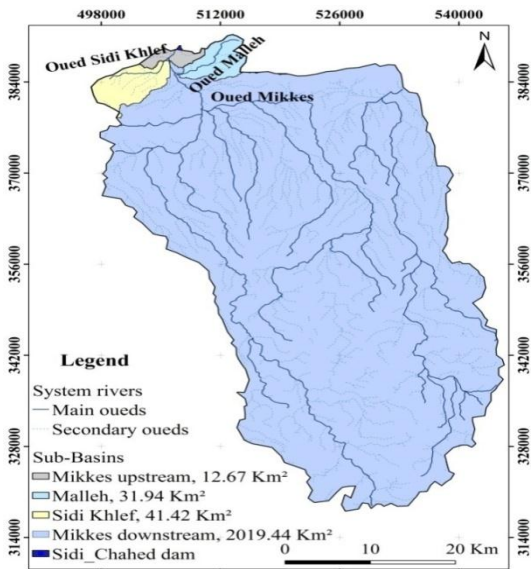 498000 512000 526000 540000
N
Oued Sidi Khlef
Oued Malleh
Oued Mikkes
384000 384000
370000 370000
356000 356000
342000 342000
328000 328000
314000 314000
Legend
System rivers
Main oueds
Secondary oueds
Sub-Basins
Mikkes upstream, 12.67 Km²
Malleh, 31.94 Km²
Sidi Khlef, 41.42 Km²
Mikkes downstream, 2019.44 Km²
Sidi_Chahed dam
0 10 20 Km